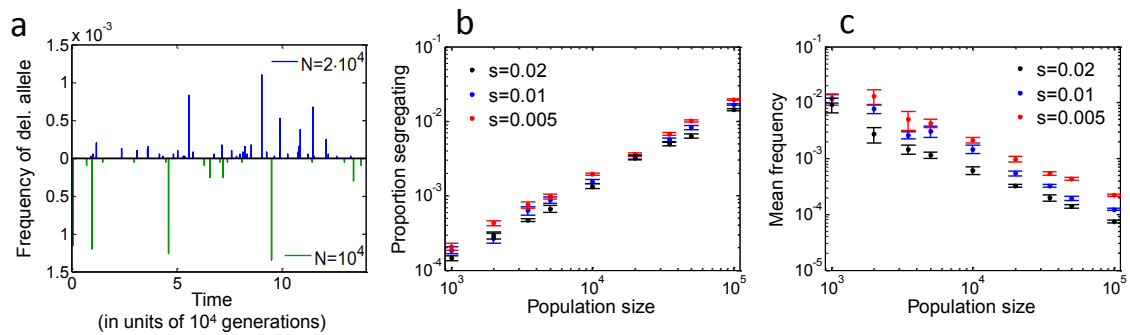 a
Frequency of del. allele
1.5 x 10^-3
1
0.5
0
0.5
1
1.5
N=2·10^4
N=10^4
0 5 10
Time
(in units of 10^4 generations)
b
Proportion segregating
10^-1
10^-2
10^-3
10^-4
s=0.02
s=0.01
s=0.005
10^3 10^4 10^5
Population size
c
Mean frequency
10^-1
10^-2
10^-3
10^-4
10^-5
s=0.02
s=0.01
s=0.005
10^3 10^4 10^5
Population size